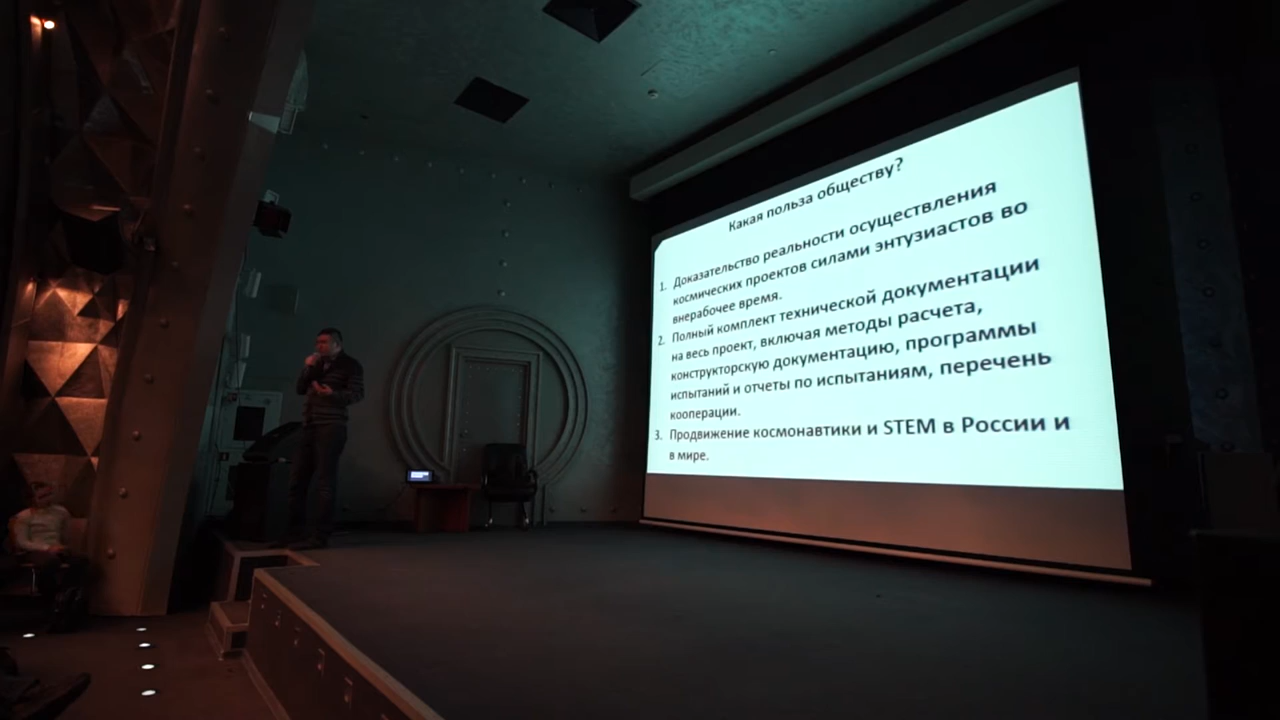 Какая польза обществу?
1. Доказательство реальности осуществления
космических проектов силами энтузиастов во
внерабочее время.
2. Полный комплект технической документации
на весь проект, включая методы расчета,
конструкторскую документацию, программы
испытаний и отчеты по испытаниям, перечень
кооперации.
3. Продвижение космонавтики и STEM в России и
в мире.